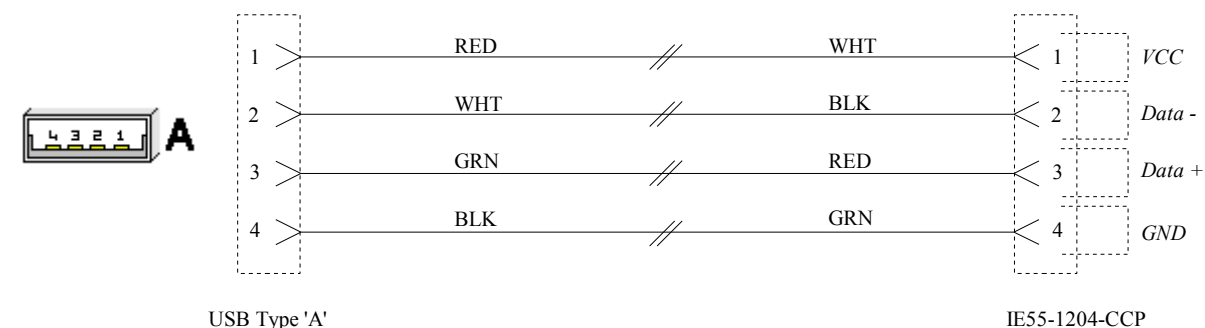 1 RED WHT 1 VCC
2 WHT BLK 2 Data -
4 3 2 1 A
3 GRN RED 3 Data +
4 BLK GRN 4 GND
USB Type 'A' IE55-1204-CCP